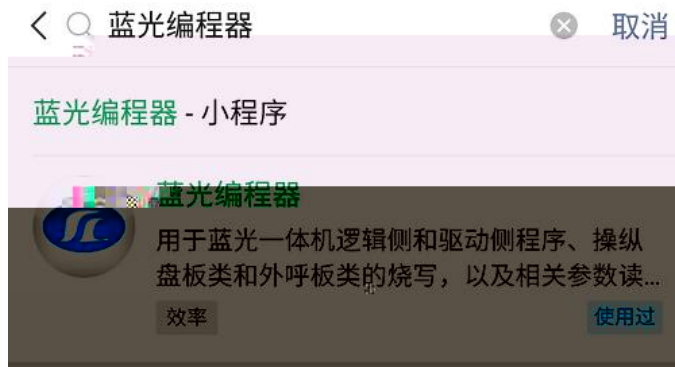 蓝光编程器
取消
蓝光编程器 - 小程序
蓝光编程器
用于蓝光一体机逻辑侧和驱动侧程序、操纵
盘板类和外呼板类的烧写，以及相关参数读...
效率
使用过